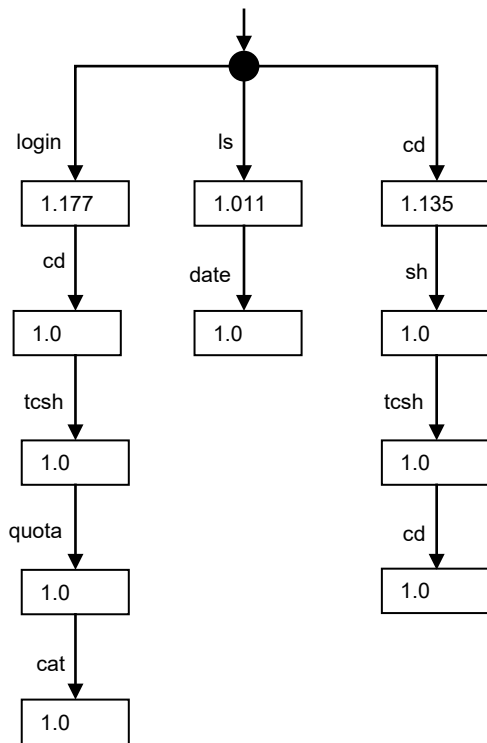 login ls cd
1.177 1.011 1.135
cd date sh
1.0 1.0 1.0
tcsh tcsh
1.0 1.0
quota cd
1.0 1.0
cat
1.0